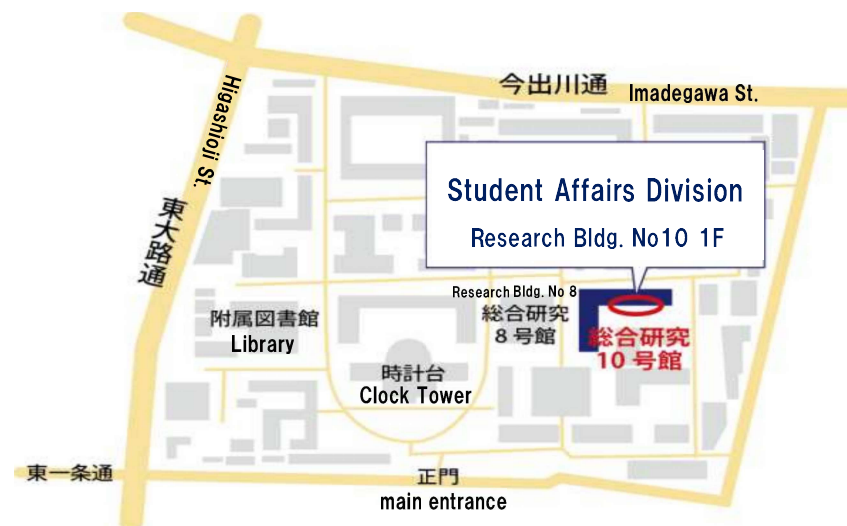 今出川通
Imadegawa St.
Higashioji St.
東大路通
Student Affairs Division
Research Bldg. No10 1F
Research Bldg. No 8
総合研究
8号館
総合研究
10号館
附属図書館
Library
時計台
Clock Tower
東一条通
正門
main entrance